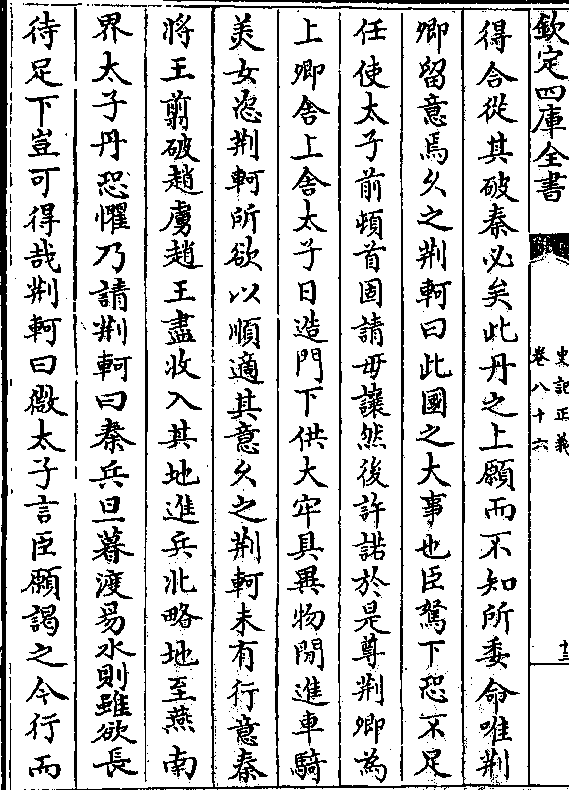 欽定四庫全書
史記正義
卷八十六
十三
得合從其破秦必矣此丹之上願而不知所委命唯荆
卿留意焉久之荆軻曰此國之大事也臣駑下恐不足
任使太子前頓首固請毋讓然後許諾於是尊荆卿為
上卿舍上舍太子日造門下供大牢具異物閒進車騎
美女恣荆軻所欲以順適其意久之荆軻未有行意秦
將王翦破趙虜趙王盡收入其地進兵北略地至燕南
界太子丹恐懼乃請荆軻曰秦兵旦暮渡易水則雖欲長
待足下豈可得哉荆軻曰微太子言臣願謁之今行而